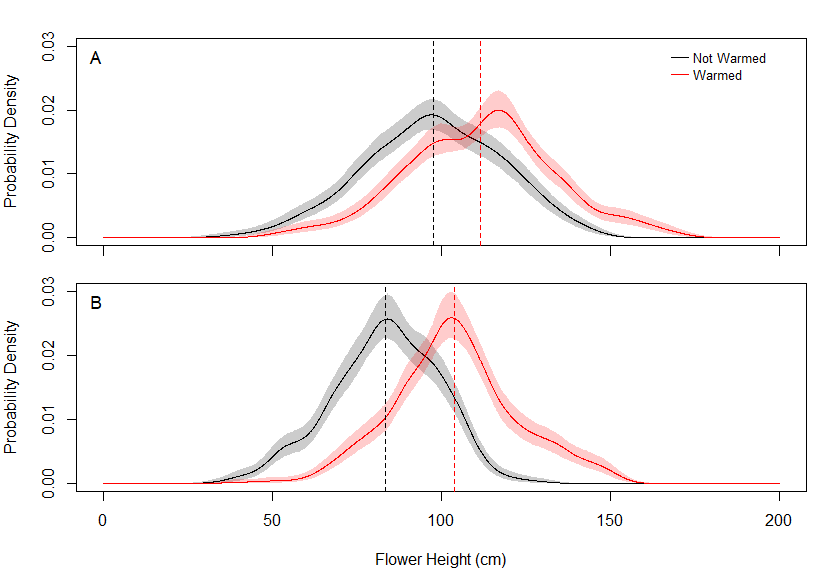 A
Not Warmed
Warmed
Probability Density
0.00
0.01
0.02
0.03
B
Probability Density
0.00
0.01
0.02
0.03
0
50
100
150
200
Flower Height (cm)